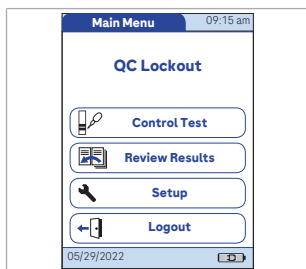 Main Menu
09:15 am
QC Lockout
Control Test
Review Results
Setup
Logout
05/29/2022